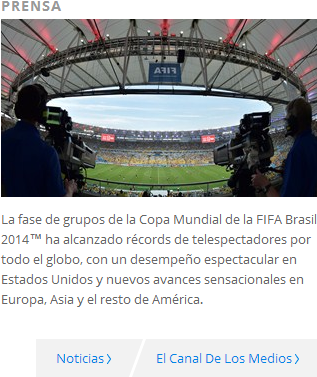 PRENSA
FIFA
La fase de grupos de la Copa Mundial de la FIFA Brasil
2014™ ha alcanzado récords de telespectadores por
todo el globo, con un desempeño espectacular en
Estados Unidos y nuevos avances sensacionales en
Europa, Asia y el resto de América.
Noticias
El Canal De Los Medios